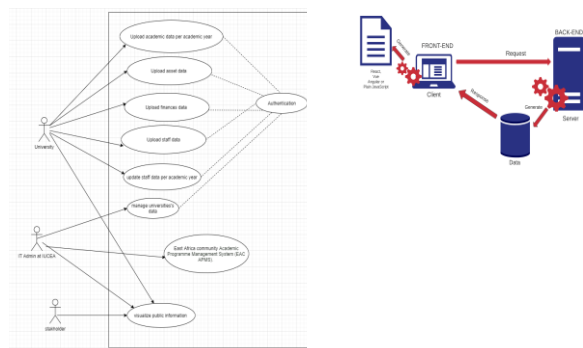 Upload academic data per academic year
Upload asset data
Upload finances data
Authentication
Upload staff data
University
update staff data per academic year
manage universities's
data
IT Admin at IUCEA
East Africa community Academic
Programme Management System (EAC
APMS)
stakholder
visualize public information
BACK-END
FRONT-END
Request
Generate
React,
Vue
Angular or
Pure JavaScript
Client
Response
Generate
Server
Data